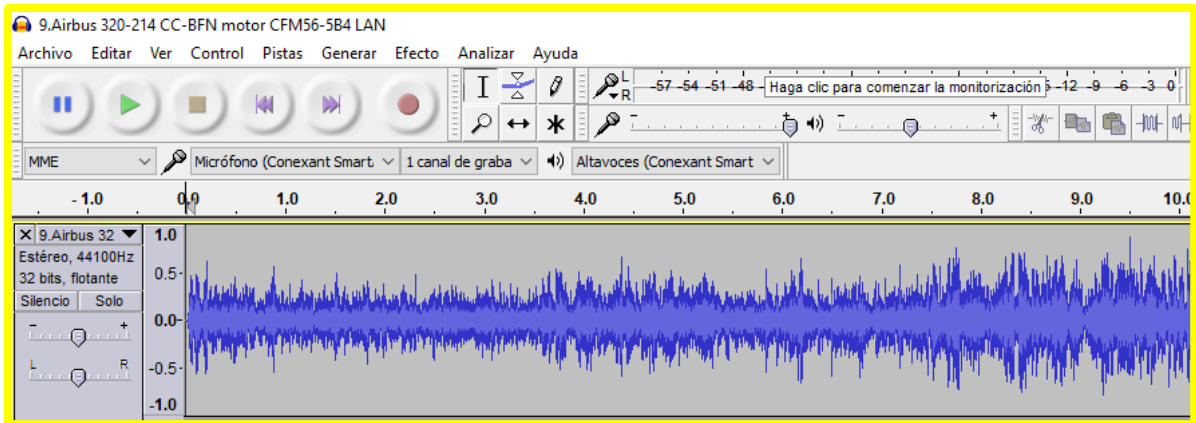 9.Airbus 320-214 CC-BFN motor CFM56-5B4 LAN
Archivo Editar Ver Control Pistas Generar Efecto Analizar Ayuda
L
R
-57 -54 -51 -48 - Haga clic para comenzar la monitorización -12 -9 -6 -3 0
- +
- +
MME Micrófono (Conexant Smart. 1 canal de graba Altavoces (Conexant Smart
- 1.0 0.0 1.0 2.0 3.0 4.0 5.0 6.0 7.0 8.0 9.0 10.0
9.Airbus 32 1.0
Estéreo, 44100Hz
32 bits, flotante 0.5-
Silencio Solo
- + 0.0-
L R -0.5-
-1.0